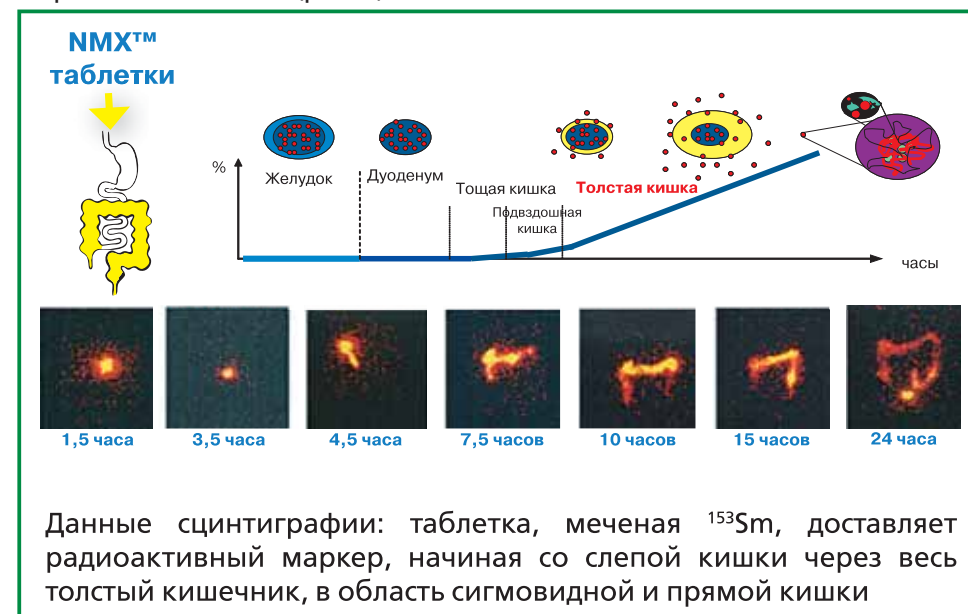 NMX™
таблетки
%
Желудок
Дуоденум
Тощая кишка
Толстая кишка
Подвздошная
кишка
часы
1,5 часа
3,5 часа
4,5 часа
7,5 часов
10 часов
15 часов
24 часа
Данные сцинтиграфии: таблетка, меченая ¹⁵³Sm, доставляет
радиоактивный маркер, начиная со слепой кишки через весь
толстый кишечник, в область сигмовидной и прямой кишки